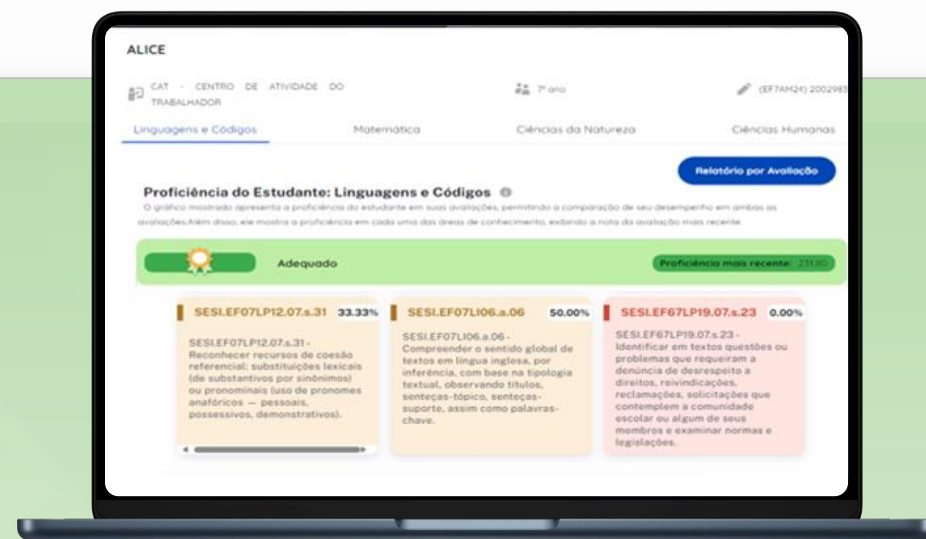 ALICE
CAT - CENTRO DE ATIVIDADE DO
TRABALHADOR
7º ano
(EF7AM24) 2002983
Linguagens e Códigos
Matemática
Ciências da Natureza
Ciências Humanas
Relatório por Avaliação
Proficiência do Estudante: Linguagens e Códigos
O gráfico mostrado apresenta a proficiência do estudante em suas avaliações, permitindo a comparação de seu desempenho em ambas as
avaliações.Além disso, ele mostra a proficiência em cada uma das áreas de conhecimento, exibindo a nota da avaliação mais recente.
Adequado
Proficiência mais recente: 231.80
SESI.EF07LP12.07.s.31 33.33%
SESI.EF07LP12.07.s.31 -
Reconhecer recursos de coesão
referencial: substituições lexicais
(de substantivos por sinônimos)
ou pronominais (uso de pronomes
anafóricos — pessoais,
possessivos, demonstrativos).
SESI.EF07LI06.a.06 50.00%
SESI.EF07LI06.a.06 -
Compreender o sentido global de
textos em língua inglesa, por
inferência, com base na tipologia
textual, observando títulos,
senteças-tópico, senteças-
suporte, assim como palavras-
chave.
SESI.EF67LP19.07.s.23 0.00%
SESI.EF67LP19.07.s.23 -
Identificar em textos questões ou
problemas que requeiram a
denúncia de desrespeito a
direitos, reivindicações,
reclamações, solicitações que
contemplem a comunidade
escolar ou algum de seus
membros e examinar normas e
legislações.